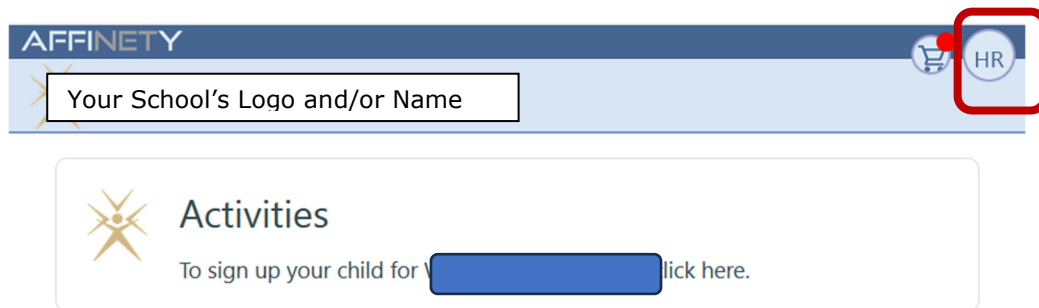 AFFINETY
HR
Your School's Logo and/or Name
Activities
To sign up your child for
lick here.